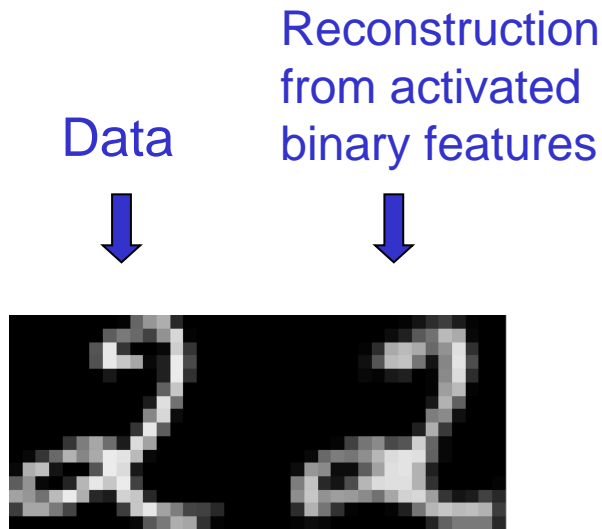 Data
Reconstruction
from activated
binary features